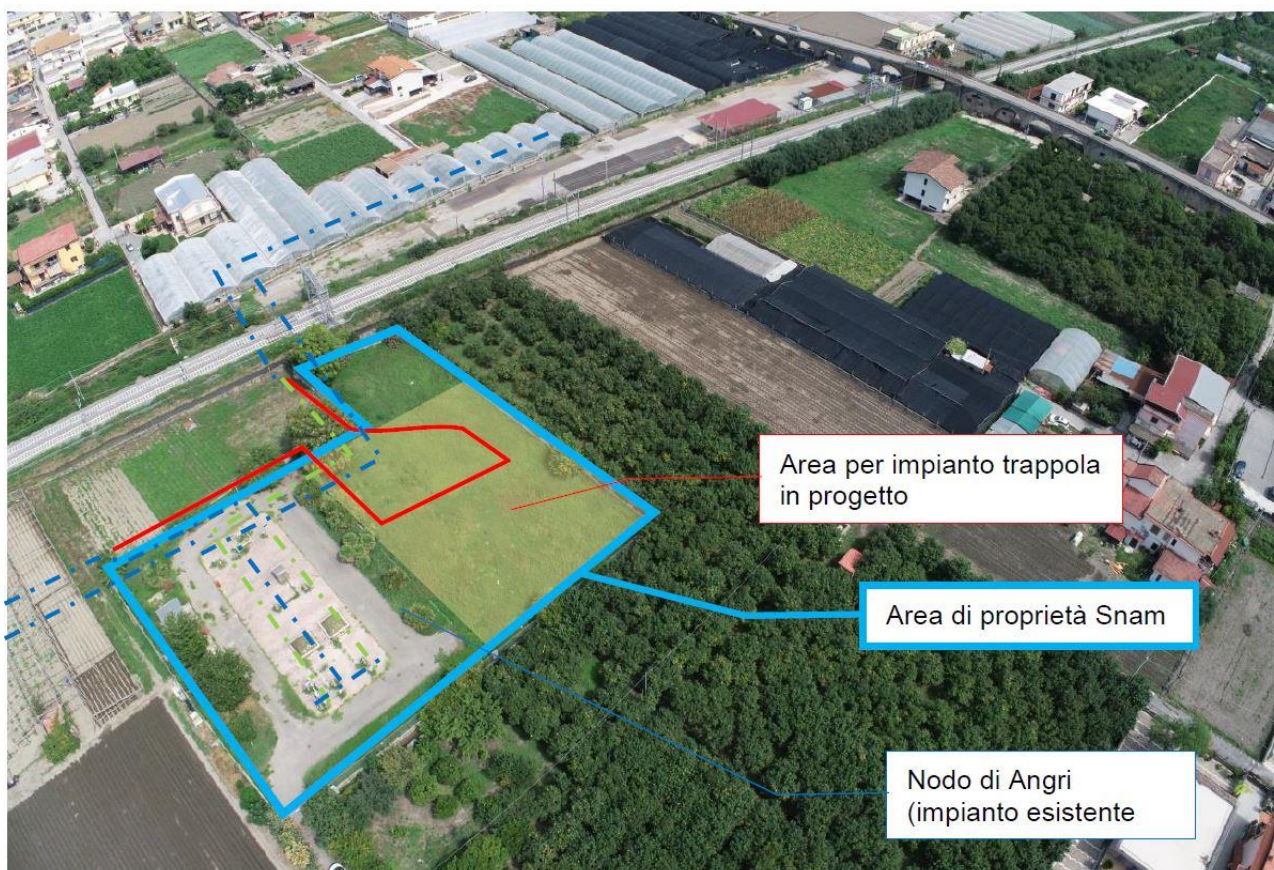 Area per impianto trappola
in progetto
Area di proprietà Snam
Nodo di Angri
(impianto esistente